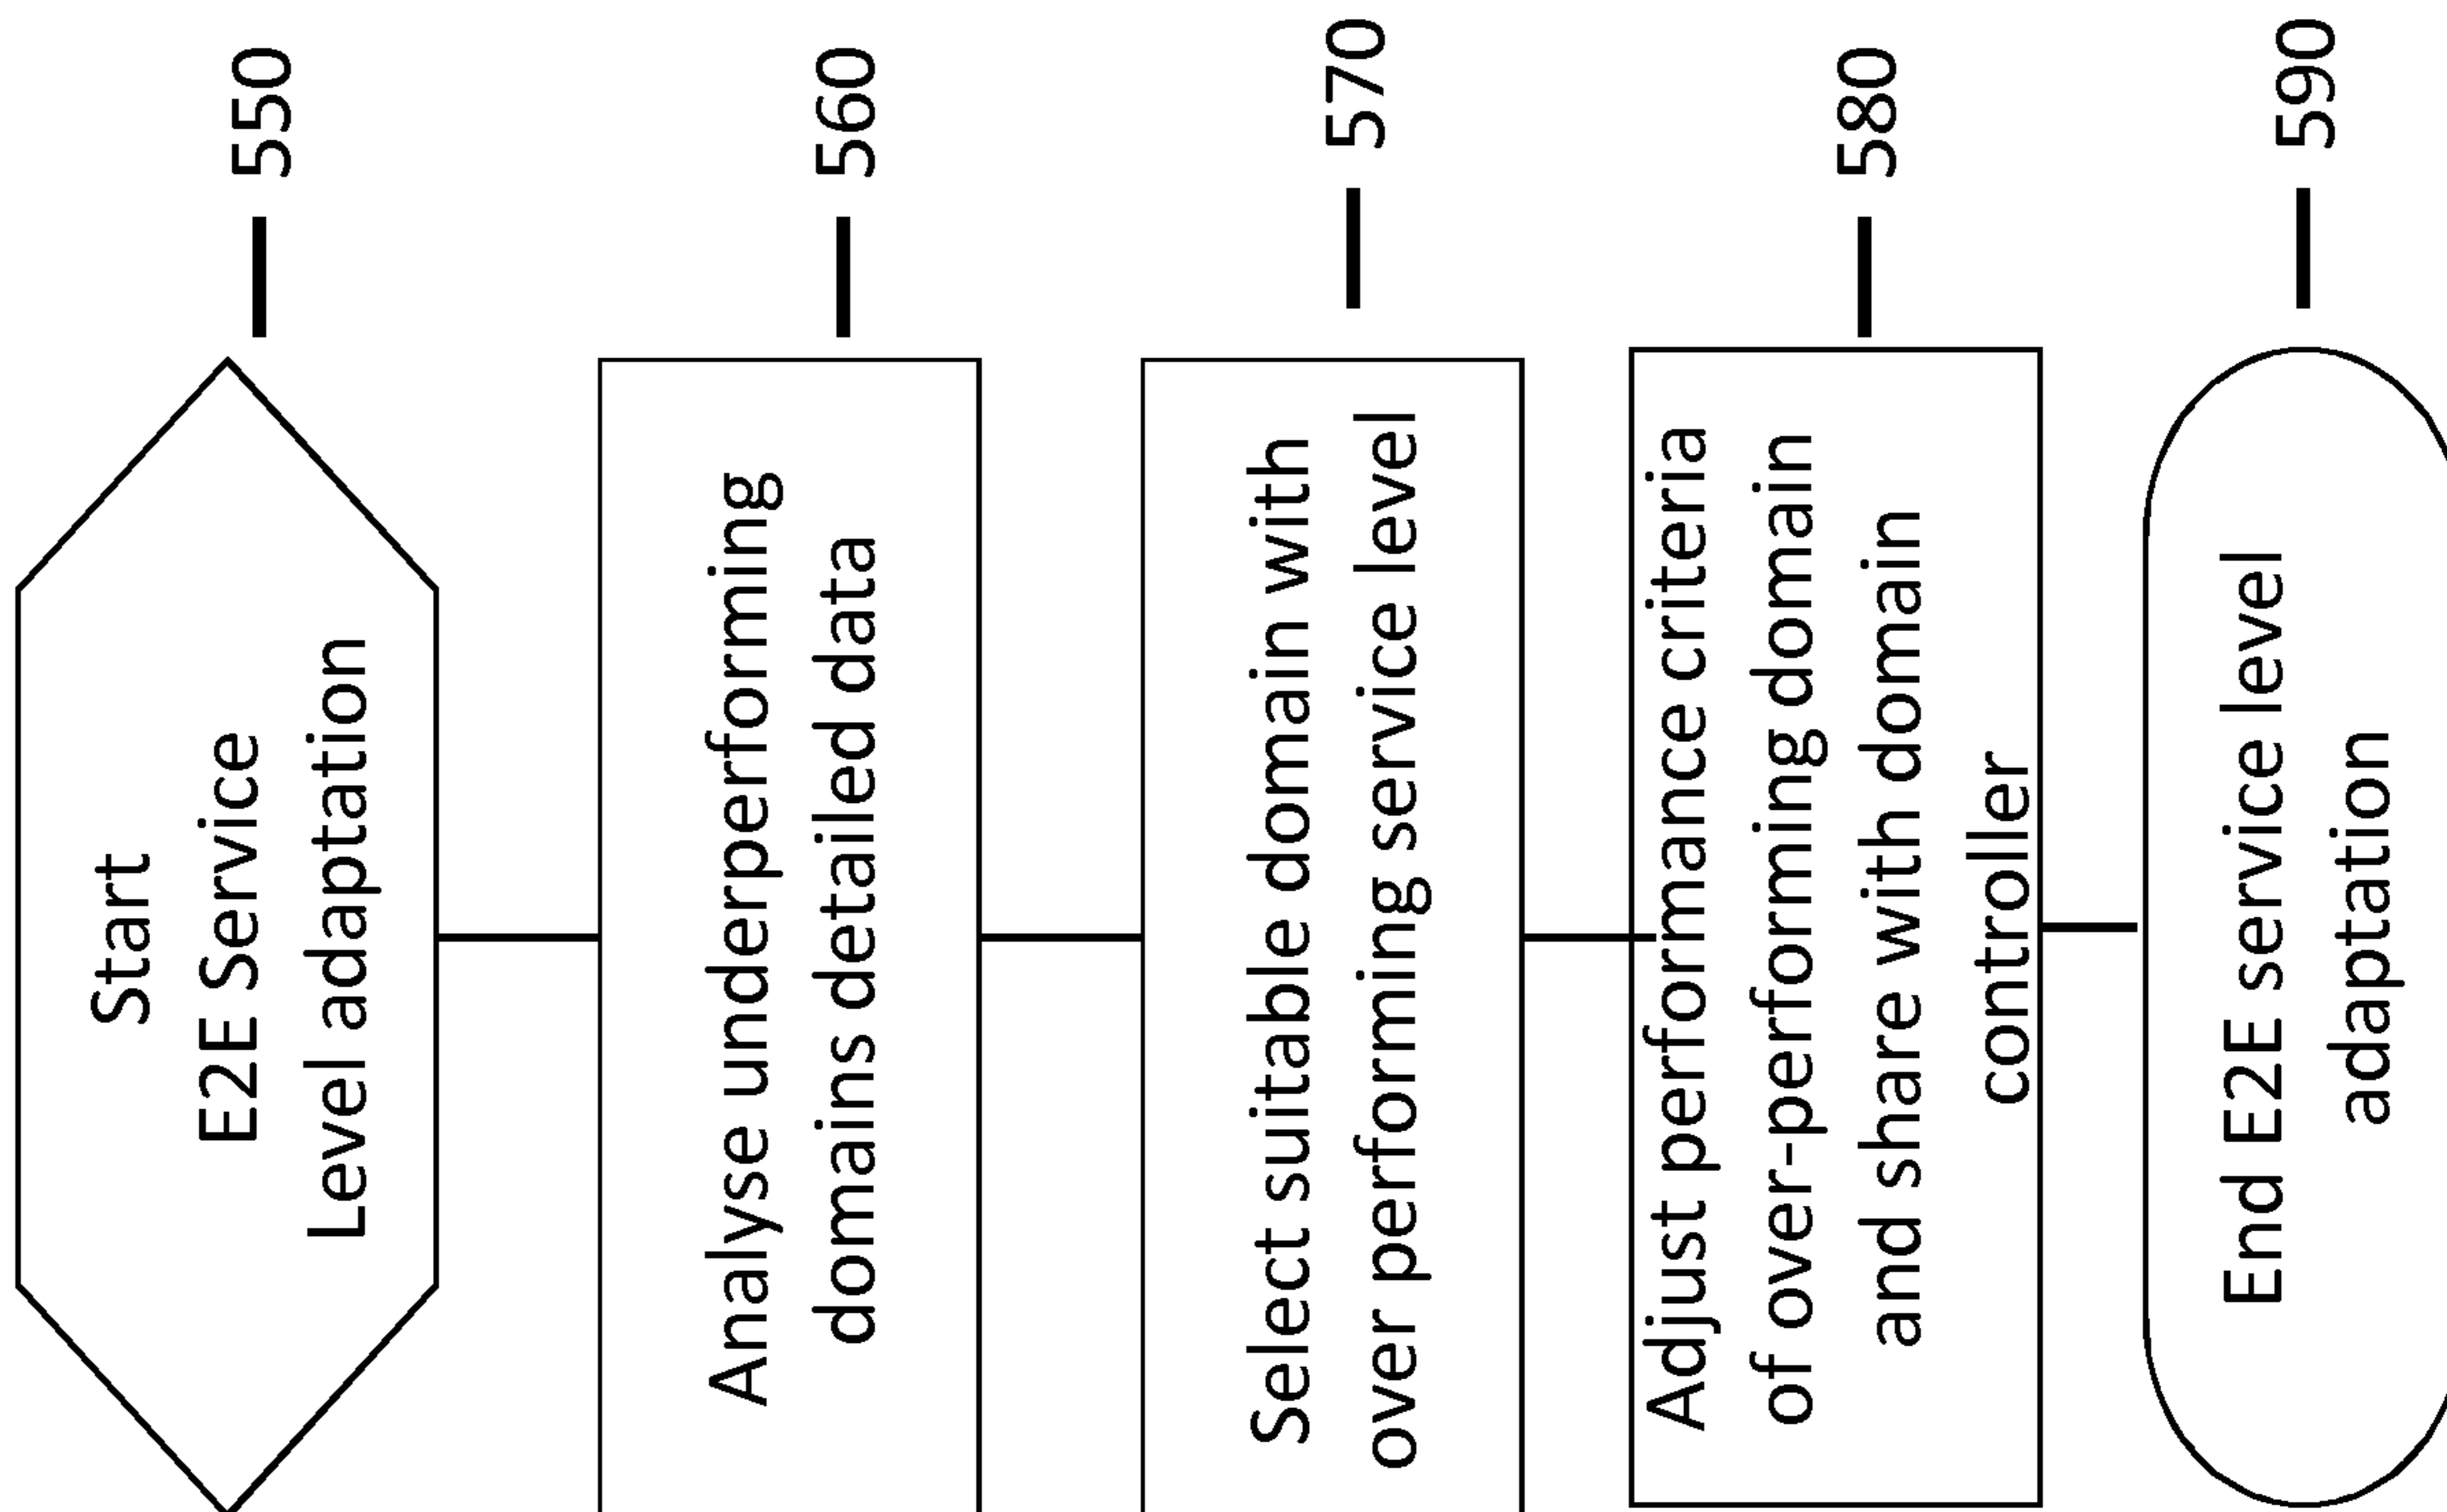 Start
E2E Service
Level adaptation
550
Analyse underperforming
domains detailed data
560
Select suitable domain with
over performing service level
570
Adjust performance criteria
of over-performing domain
and share with domain
controller
580
End E2E service level
adaptation
590